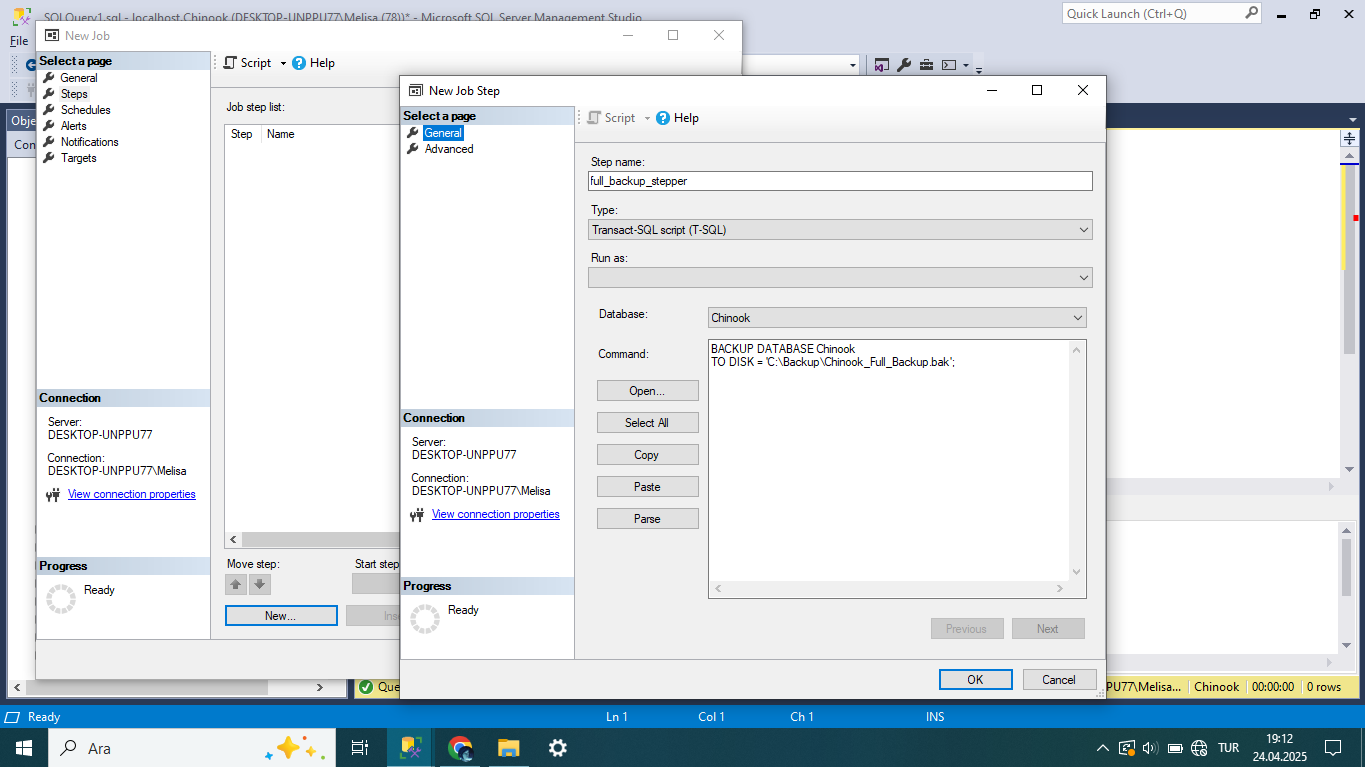 SQLQuery1.sql - localhost.Chinook (DESKTOP-UNPPU77\Melisa (78))* - Microsoft SQL Server Management Studio
Quick Launch (Ctrl+Q)
File
New Job
Select a page
General
Steps
Schedules
Alerts
Notifications
Targets
Script
Help
Job step list:
Step Name
Connection
Server:
DESKTOP-UNPPU77
Connection:
DESKTOP-UNPPU77\Melisa
View connection properties
Progress
Ready
Move step:
Start step
New...
Inse
New Job Step
Select a page
General
Advanced
Script
Help
Step name:
full_backup_stepper
Type:
Transact-SQL script (T-SQL)
Run as:
Database:
Chinook
Command:
BACKUP DATABASE Chinook
TO DISK = 'C:\Backup\Chinook_Full_Backup.bak';
Open...
Select All
Copy
Paste
Parse
Connection
Server:
DESKTOP-UNPPU77
Connection:
DESKTOP-UNPPU77\Melisa
View connection properties
Progress
Ready
Previous
Next
OK
Cancel
Obje
Con
Que
PU77\Melisa... Chinook 00:00:00 0 rows
Ready
Ln 1
Col 1
Ch 1
INS
Ara
TUR
19:12
24.04.2025